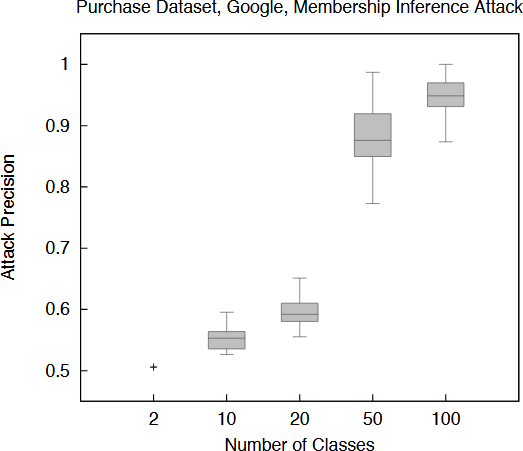 Purchase Dataset, Google, Membership Inference Attack
1
0.9
0.8
0.7
0.6
0.5
Attack Precision
2 10 20 50 100
Number of Classes